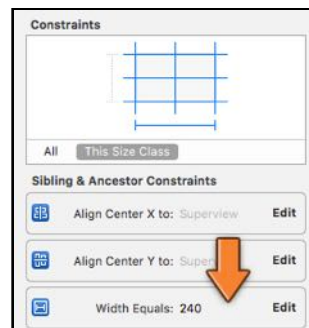 Constraints
All This Size Class
Sibling & Ancestor Constraints
Align Center X to: Superview Edit
Align Center Y to: Edit
Width Equals: 240 Edit